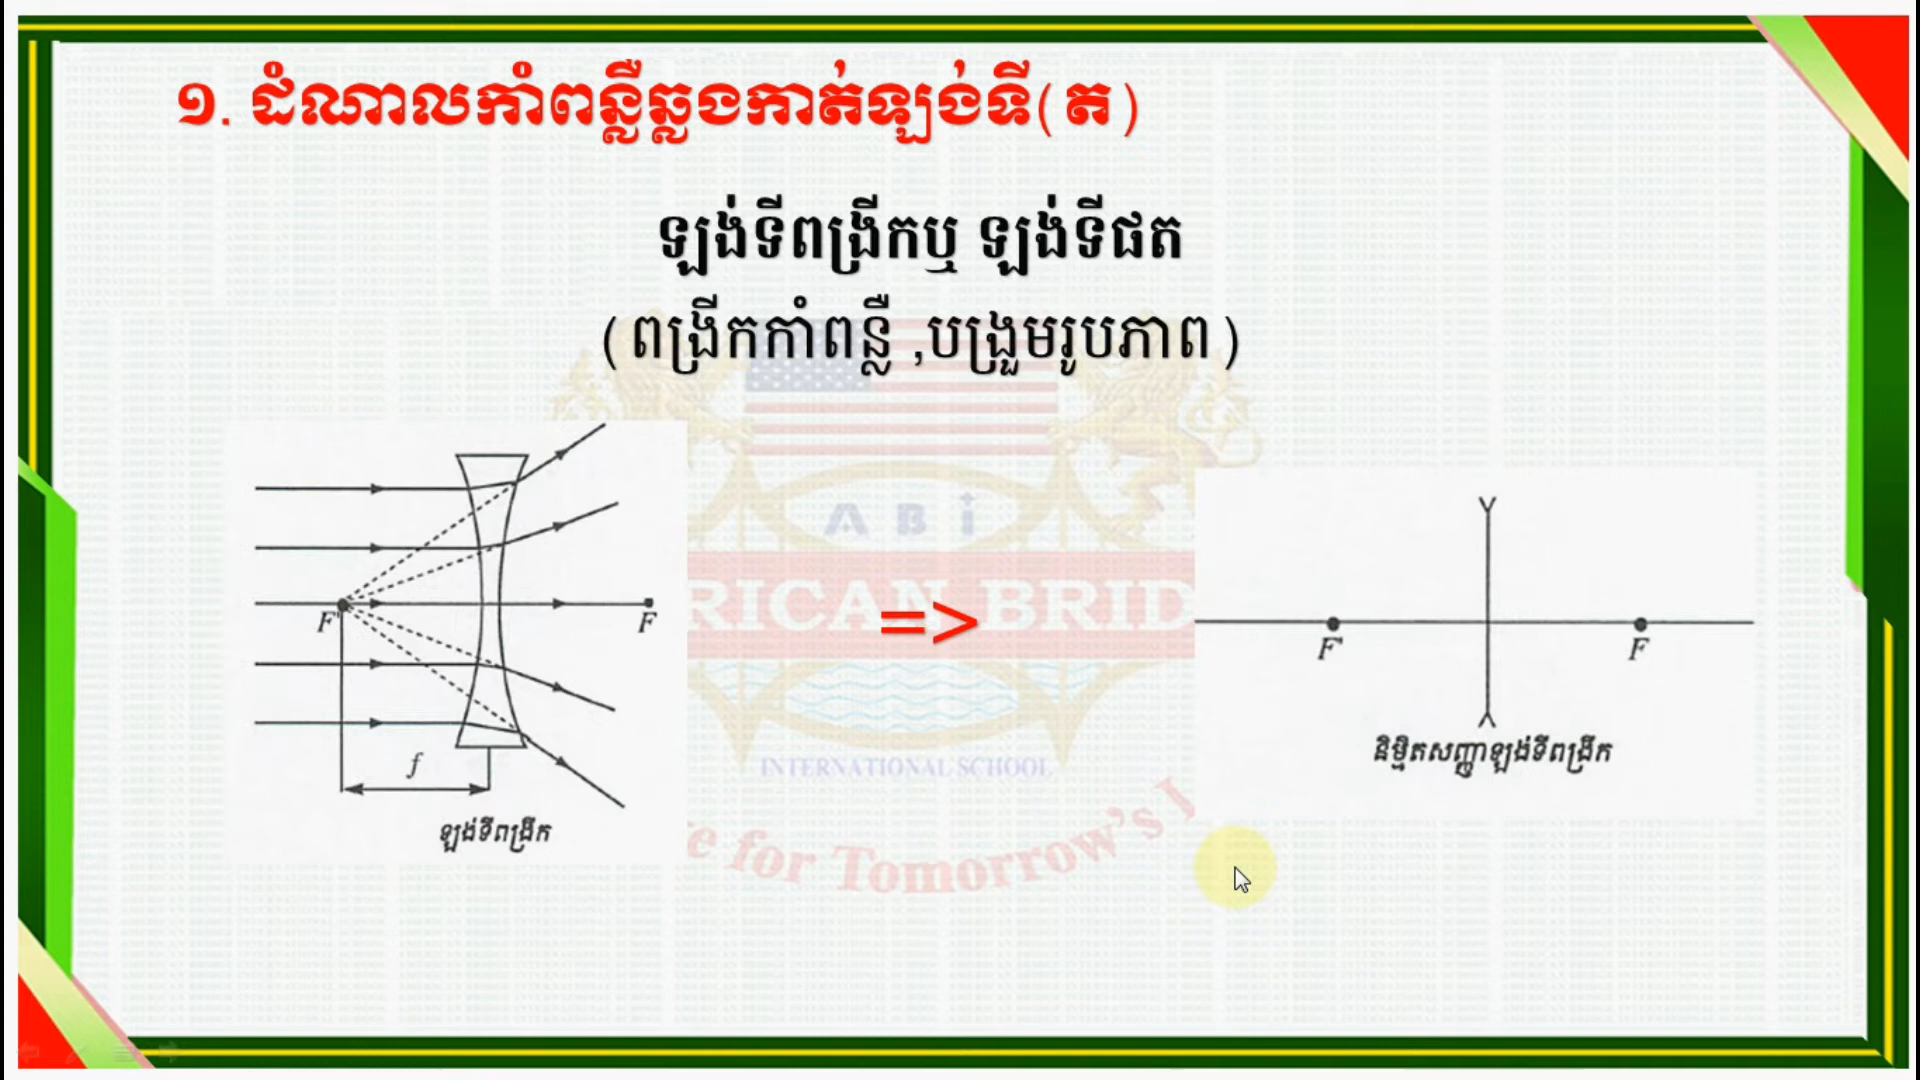 ១. ដំណាលកាំពន្លឺឆ្លងកាត់ឡង់ទី(ត)
ឡង់ទីពង្រីកឬ ឡង់ទីផត
(ពង្រីកកាំពន្លឺ ,បង្រួមរូបភាព)
A B i
RICAN BRID
=>
INTERNATIONAL SCHOOL
e for Tomorrow's
F' F
f
ឡង់ទីពង្រីក
F' F
និម្មិតសញ្ញាឡង់ទីពង្រីក